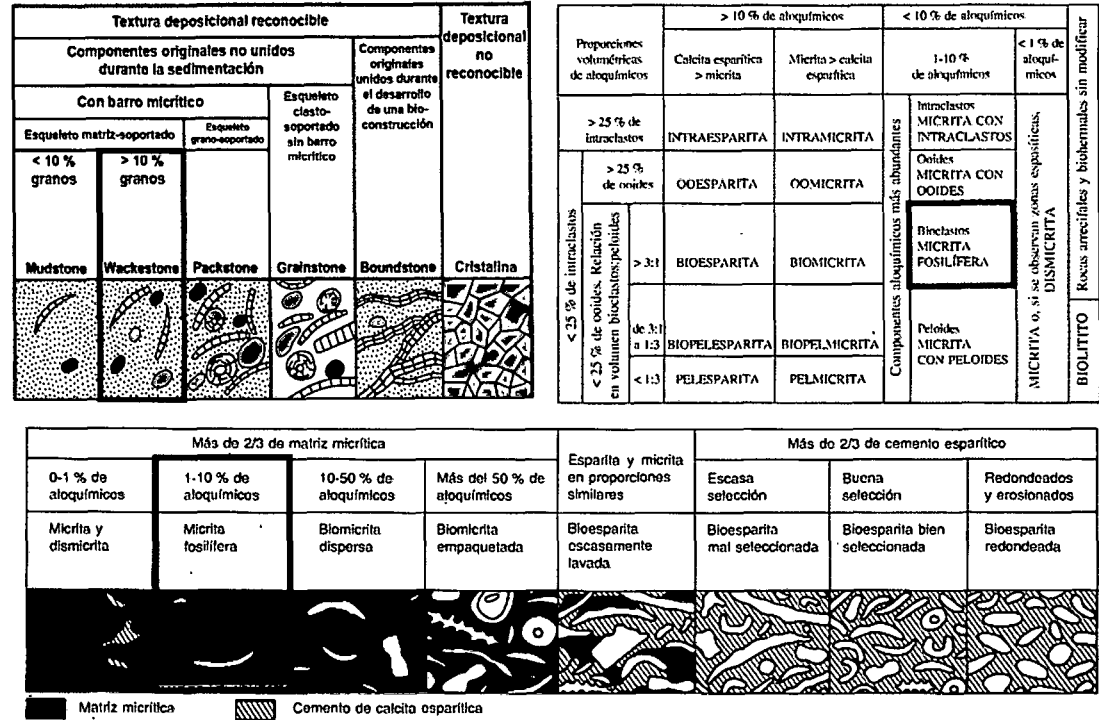 Textura deposicional reconocible
Textura
deposicional
no
reconocible
Componentes originales no unidos
durante la sedimentación
Componentes
originales
unidos durante
el desarrollo
de una bio-
construcción
Con barro micrítico
Esqueleto
clasto-
soportado
sin barro
micrítico
Esqueleto matriz-soportado
Esqueleto
grano-soportado
< 10 %
granos
> 10 %
granos
Mudstone
Wackestone
Packstone
Grainstone
Boundstone
Cristalina
Proporciones
volumétricas
de aloquímicos
> 10 % de aloquímicos
< 10 % de aloquímicos
Calcita esparítica
> micrita
Micrita > calcita
esparítica
1-10 %
de aloquímicos
< 1 % de
aloquí-
micos
> 25 % de
intraclastos
INTRAESPARITA
INTRAMICRITA
Intraclastos
MICRITA CON
INTRACLASTOS
< 25 % de intraclastos
> 25 %
de ooides
OOESPARITA
OOMICRITA
Ooides
MICRITA CON
OOIDES
< 25 % de ooides. Relación
en volumen bioclastos:peloides
> 3:1
BIOESPARITA
BIOMICRITA
Bioclastos
MICRITA
FOSILÍFERA
de 3:1
a 1:3
BIOPELESPARITA
BIOPELMICRITA
Peloides
MICRITA
CON PELOIDES
< 1:3
PELESPARITA
PELMICRITA
Componentes aloquímicos más abundantes
MICRITA o, si se observan zonas espasíticas,
DISMICRITA
Rocas arrecifales y biohermales sin modificar
BIOLITITO
Más de 2/3 de matriz micrítica
Esparita y micrita
en proporciones
similares
Más de 2/3 de cemento esparítico
0-1 % de
aloquímicos
1-10 % de
aloquímicos
10-50 % de
aloquímicos
Más del 50 % de
aloquímicos
Escasa
selección
Buena
selección
Redondeados
y erosionados
Micrita y
dismicrita
Micrita
fosilífera
Biomicrita
dispersa
Biomicrita
empaquetada
Bioesparita
escasamente
lavada
Bioesparita
mal seleccionada
Bioesparita bien
seleccionada
Bioesparita
redondeada
Matriz micrítica
Cemento de calcita esparítica